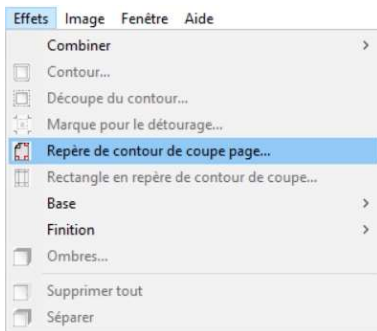 Effets Image Fenêtre Aide
Combiner
Contour...
Découpe du contour...
Marque pour le détourage...
Repère de contour de coupe page...
Rectangle en repère de contour de coupe...
Base
Finition
Ombres...
Supprimer tout
Séparer